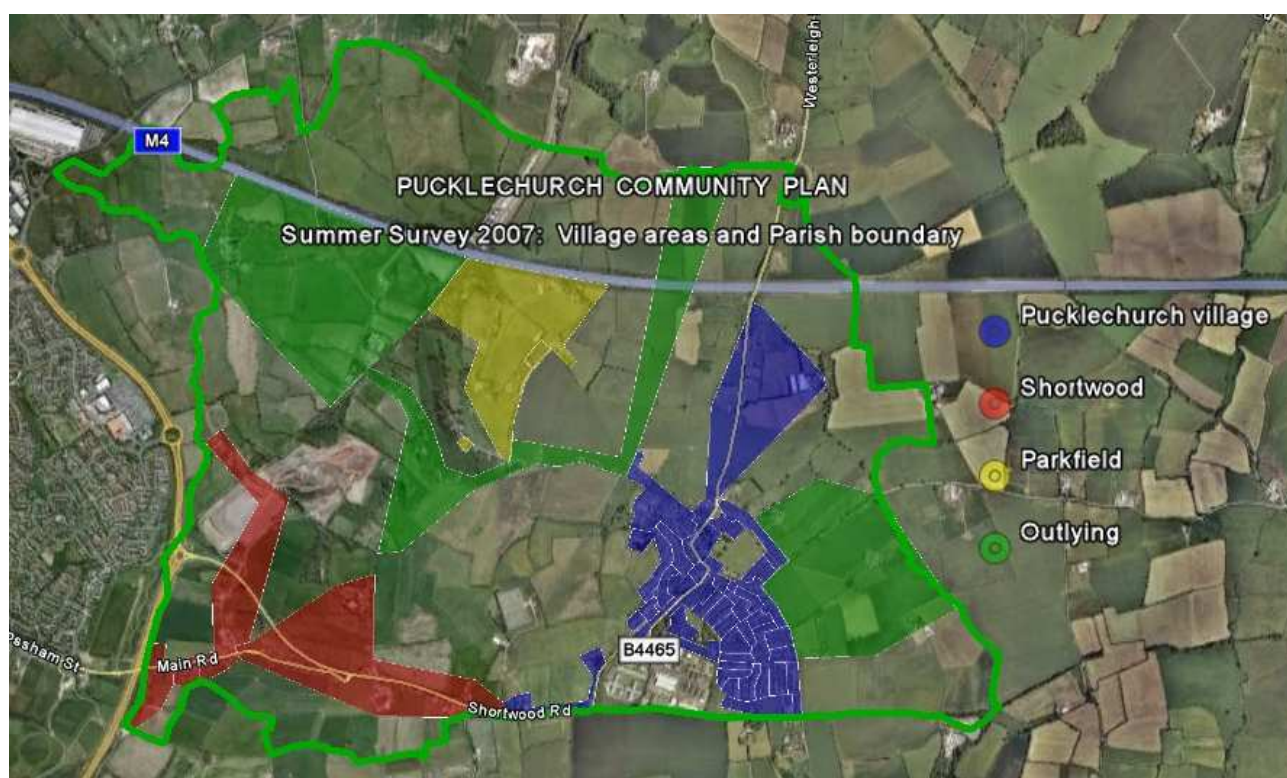 Westerleigh
M4
PUCKLECHURCH COMMUNITY PLAN
Summer Survey 2007: Village areas and Parish boundary
Pucklechurch village
Shortwood
Parkfield
Outlying
Main Rd
B4465
Shortwood Rd